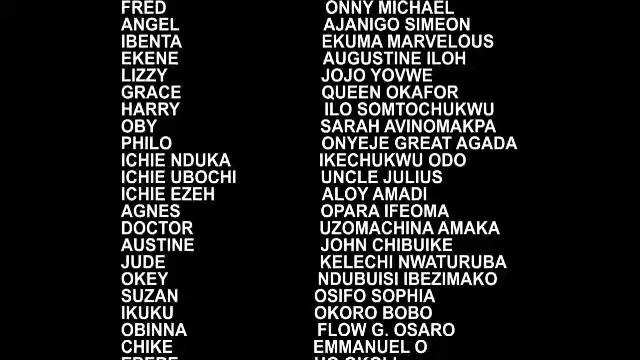 FRED ONNY MICHAEL
ANGEL AJANIGO SIMEON
IBENTA EKUMA MARVELOUS
EKENE AUGUSTINE ILOH
LIZZY JOJO YOVWE
GRACE QUEEN OKAFOR
HARRY ILO SOMTOCHUKWU
OBY SARAH AVINOMAKPA
PHILO ONYEJE GREAT AGADA
ICHIE NDUKA IKECHUKWU ODO
ICHIE UBOCHI UNCLE JULIUS
ICHIE EZEH ALOY AMADI
AGNES OPARA IFEOMA
DOCTOR UZOMACHINA AMAKA
AUSTINE JOHN CHIBUIKE
JUDE KELECHI NWATURUBA
OKEY NDUBUISI IBEZIMAKO
SUZAN OSIFO SOPHIA
IKUKU OKORO BOBO
OBINNA FLOW G. OSARO
CHIKE EMMANUEL O